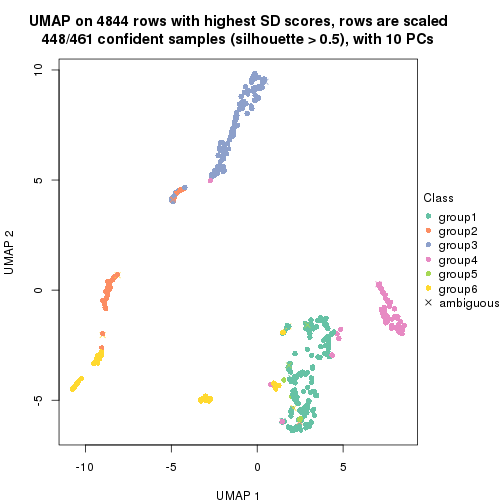 UMAP on 4844 rows with highest SD scores, rows are scaled
448/461 confident samples (silhouette > 0.5), with 10 PCs
10
5
0
-5
UMAP 2
-10
-5
0
5
UMAP 1
Class
group1
group2
group3
group4
group5
group6
ambiguous